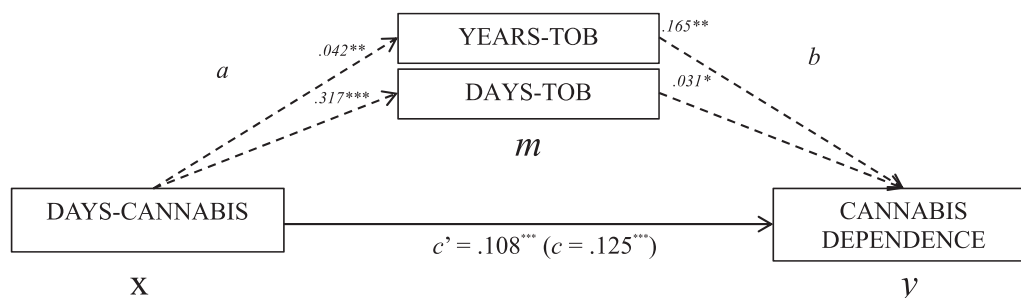 YEARS-TOB
.042**
.165**
a
b
.317***
DAYS-TOB
.031*
m
DAYS-CANNABIS
CANNABIS
DEPENDENCE
c’ = .108*** (c = .125***)
x
y